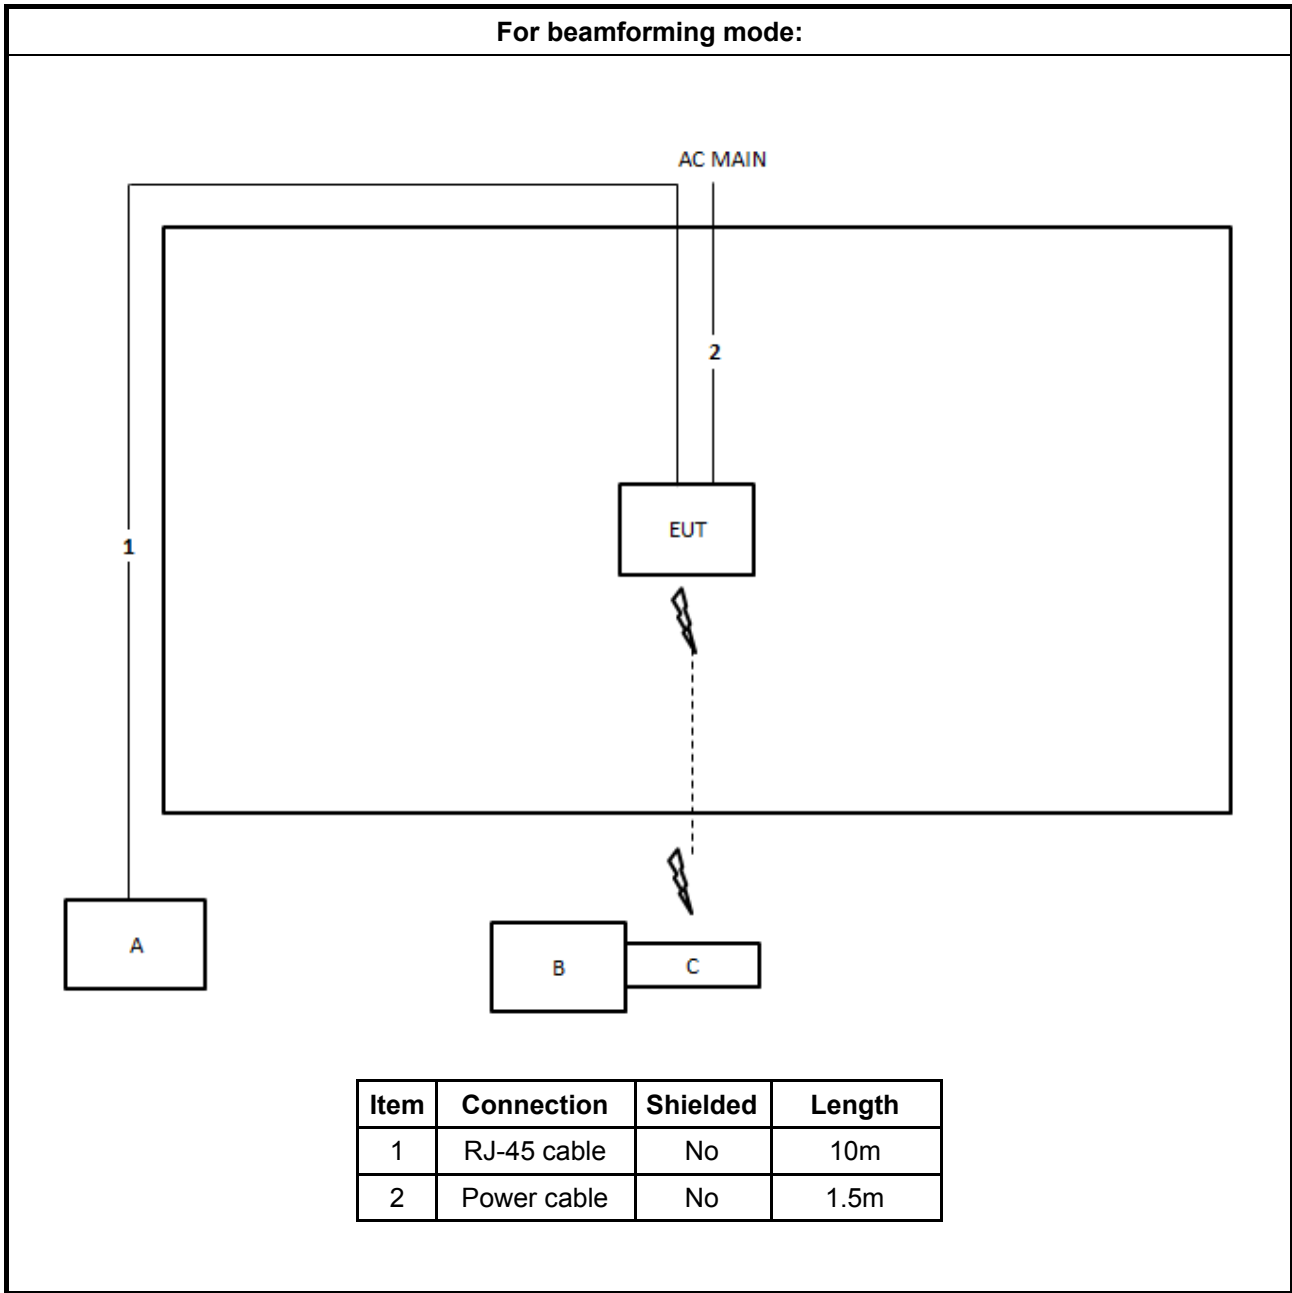 For beamforming mode:
AC MAIN
2
EUT
1
A
B
C
Item Connection Shielded Length
1 RJ-45 cable No 10m
2 Power cable No 1.5m